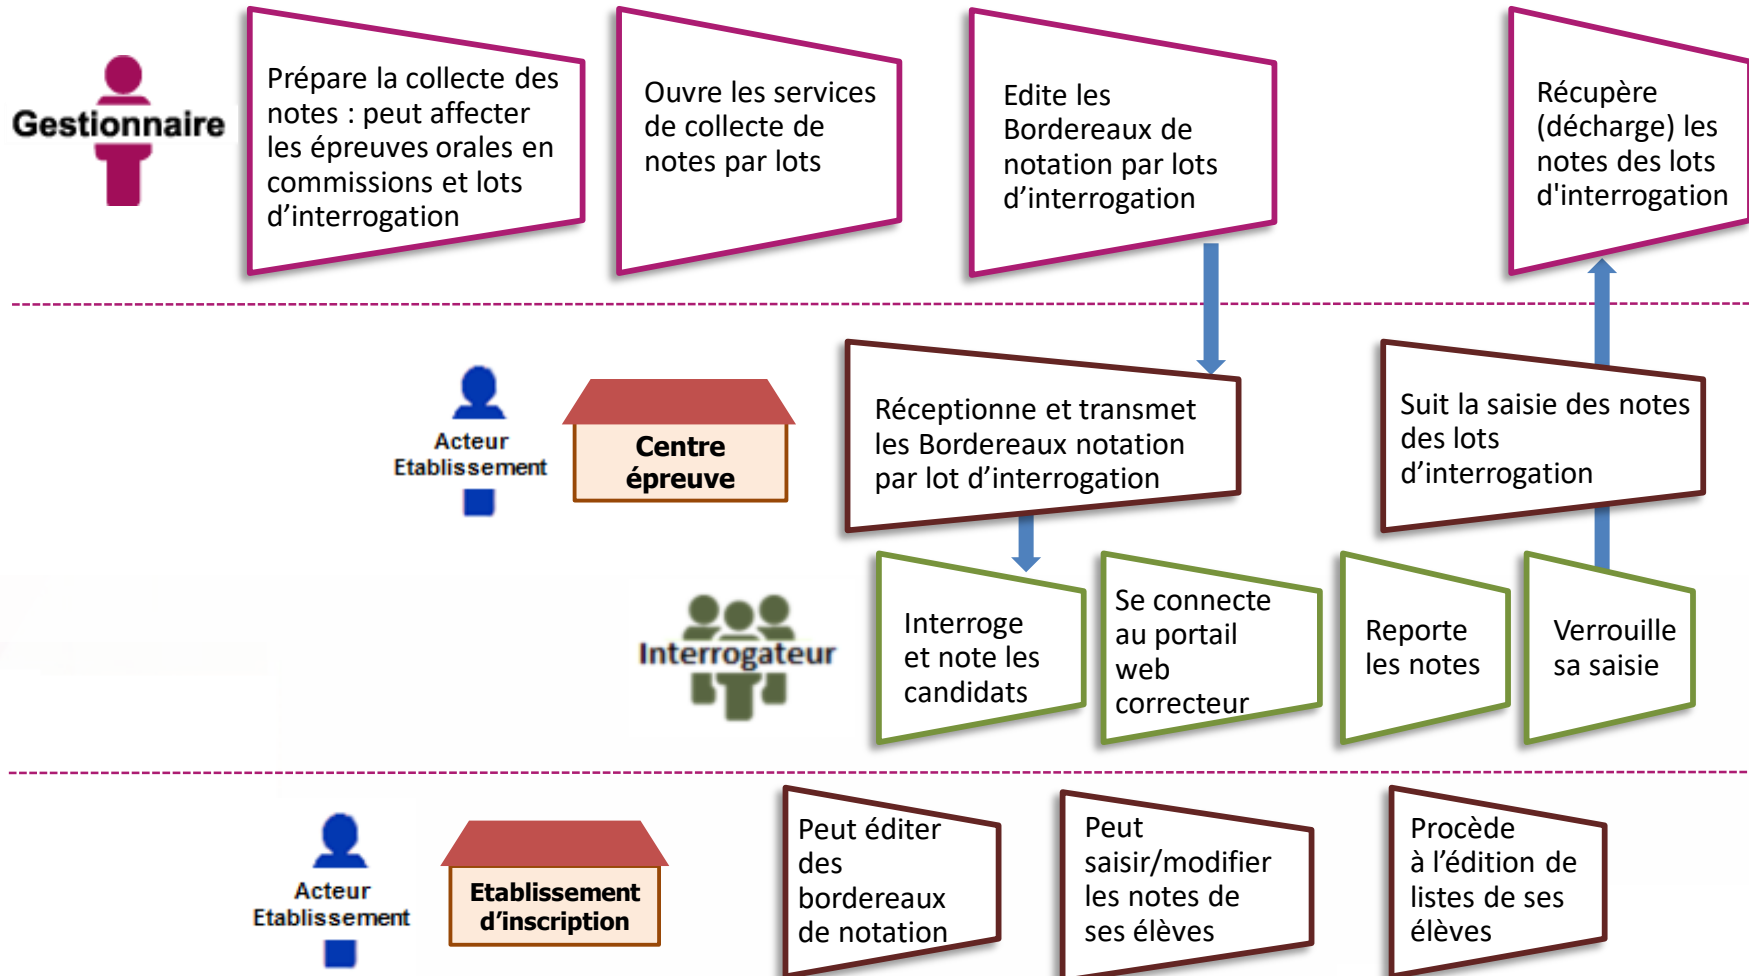 Gestionnaire
Prépare la collecte des
notes : peut affecter
les épreuves orales en
commissions et lots
d’interrogation
Ouvre les services
de collecte de
notes par lots
Edite les
Bordereaux de
notation par lots
d’interrogation
Récupère
(décharge) les
notes des lots
d'interrogation
Acteur
Etablissement
Centre
épreuve
Réceptionne et transmet
les Bordereaux notation
par lot d’interrogation
Suit la saisie des notes
des lots
d’interrogation
Interrogateur
Interroge
et note les
candidats
Se connecte
au portail
web
correcteur
Reporte
les notes
Verrouille
sa saisie
Acteur
Etablissement
Etablissement
d’inscription
Peut éditer
des
bordereaux
de notation
Peut
saisir/modifier
les notes de
ses élèves
Procède
à l’édition de
listes de ses
élèves